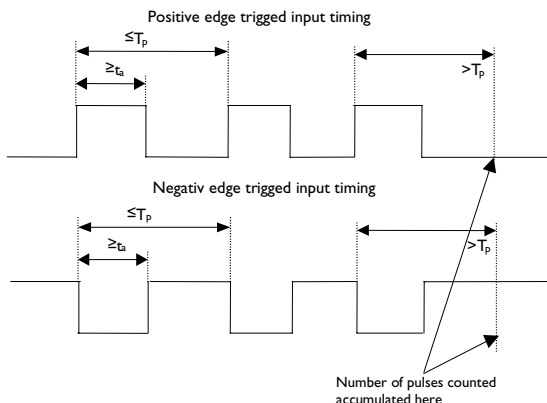 Positive edge trigged input timing
≤Tp
≥ta
>Tp
Negativ edge trigged input timing
≤Tp
≥ta
>Tp
Number of pulses counted
accumulated here